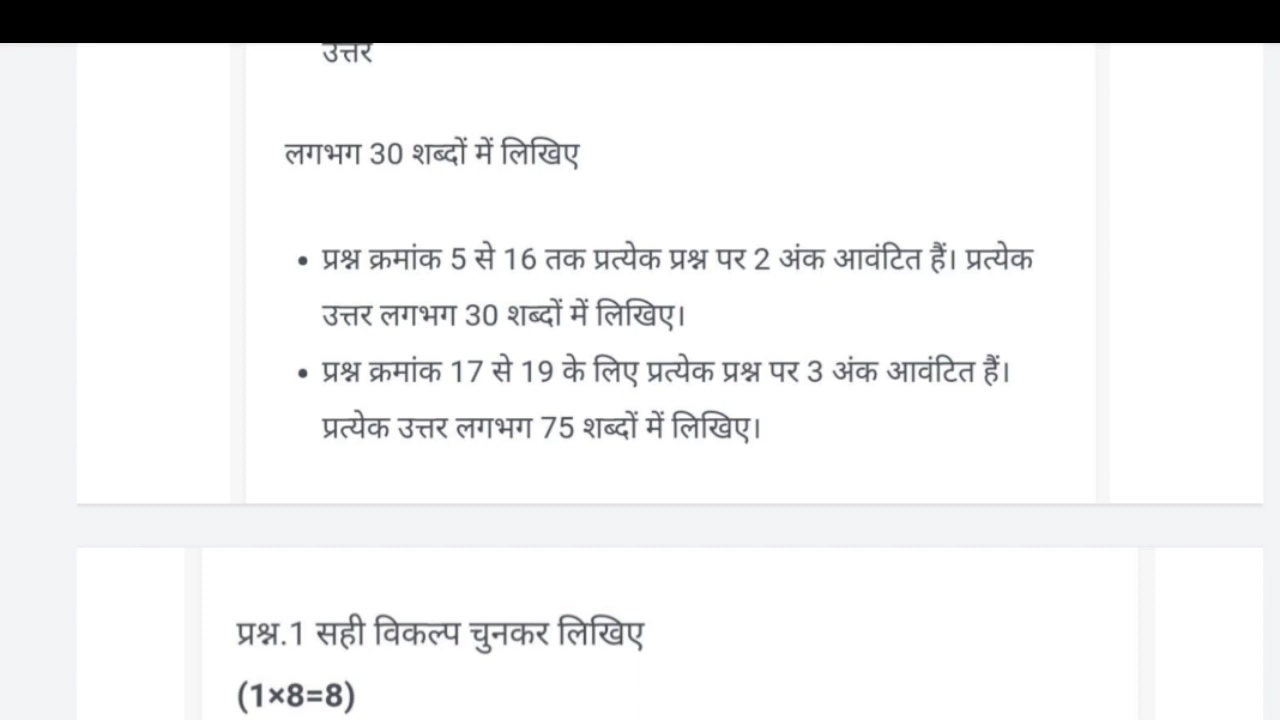 उत्तर
लगभग 30 शब्दों में लिखिए
• प्रश्न क्रमांक 5 से 16 तक प्रत्येक प्रश्न पर 2 अंक आवंटित हैं। प्रत्येक
उत्तर लगभग 30 शब्दों में लिखिए।
• प्रश्न क्रमांक 17 से 19 के लिए प्रत्येक प्रश्न पर 3 अंक आवंटित हैं।
प्रत्येक उत्तर लगभग 75 शब्दों में लिखिए।
प्रश्न.1 सही विकल्प चुनकर लिखिए
(1×8=8)